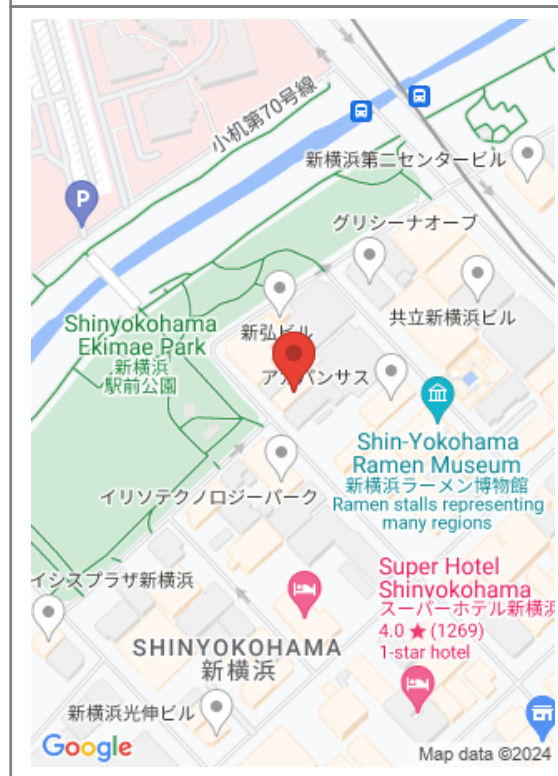 小机第70号線
P
新横浜第二センタービル
グリシーナオーブ
共立新横浜ビル
Shinyokohama
Ekimae Park
新横浜
駅前公園
新弘ビル
Shin-Yokohama
Ramen Museum
新横浜ラーメン博物館
Ramen stalls representing
many regions
イリソテクノロジーパーク
Super Hotel
Shinyokohama
スーパーホテル新横浜
4.0 ★ (1269)
1-star hotel
イシスプラザ新横浜
SHINYOKOHAMA
新横浜
新横浜光伸ビル
Google
Map data ©2024